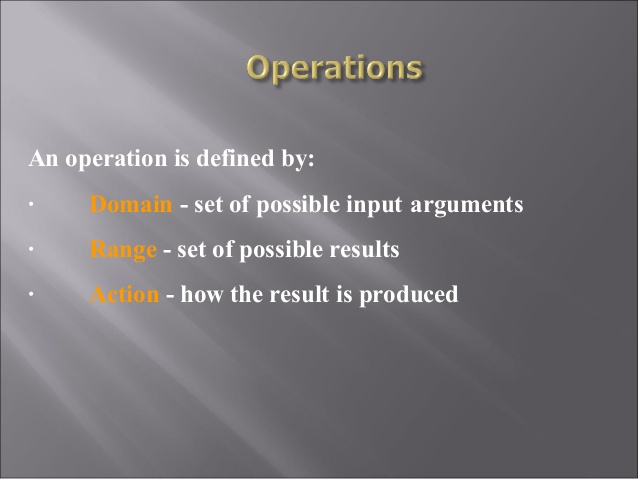 Operations
An operation is defined by:
· Domain - set of possible input arguments
· Range - set of possible results
· Action - how the result is produced